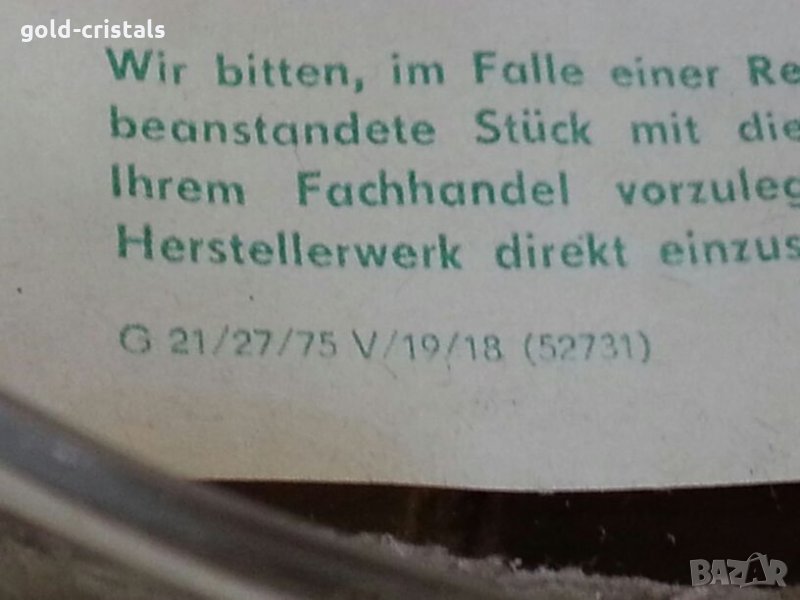 gold-cristals
Wir bitten, im Falle einer Re
beanstandete Stück mit die
Ihrem Fachhandel vorzuleg
Herstellerwerk direkt einzus
G 21/27/75 V/19/18 (52731)
BAZAR